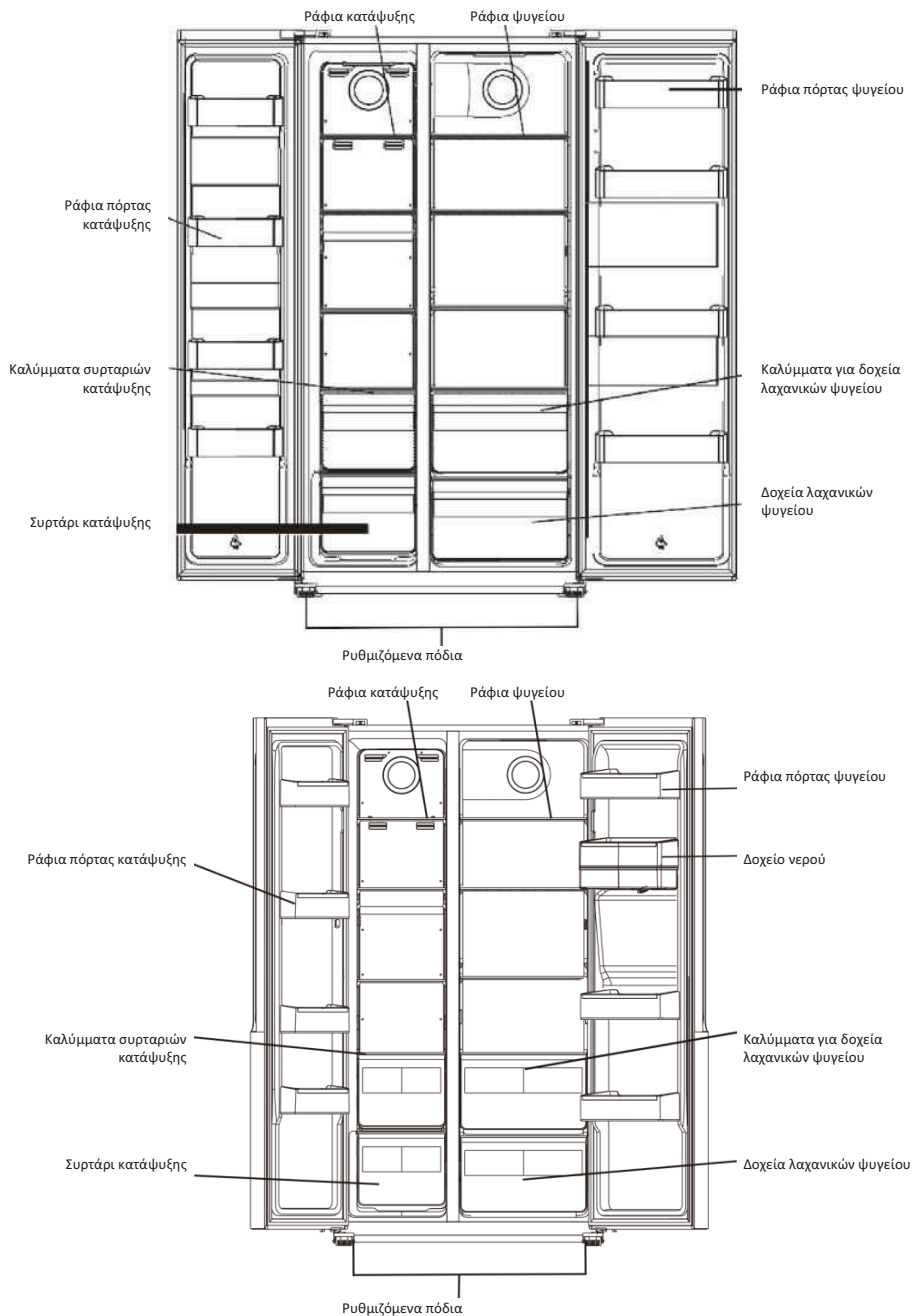 Ράφια κατάψυξης
Ράφια ψυγείου
Ράφια πόρτας ψυγείου
Ράφια πόρτας
κατάψυξης
Καλύμματα συρταριών
κατάψυξης
Καλύμματα για δοχεία
λαχανικών ψυγείου
Συρτάρι κατάψυξης
Δοχεία λαχανικών
ψυγείου
Ρυθμιζόμενα πόδια
Ράφια κατάψυξης
Ράφια ψυγείου
Ράφια πόρτας ψυγείου
Ράφια πόρτας κατάψυξης
Δοχείο νερού
Καλύμματα συρταριών
κατάψυξης
Καλύμματα για δοχεία
λαχανικών ψυγείου
Συρτάρι κατάψυξης
Δοχεία λαχανικών ψυγείου
Ρυθμιζόμενα πόδια